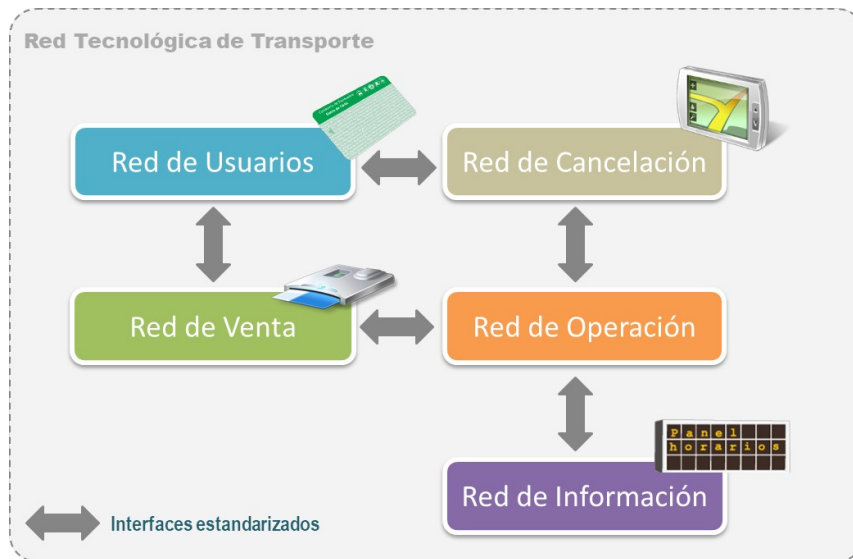 Red Tecnológica de Transporte
Red de Usuarios
Red de Cancelación
Red de Venta
Red de Operación
Panel
horarios
Red de Información
Interfaces estandarizados